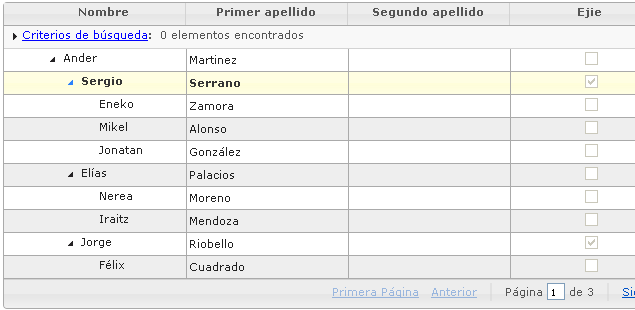 Nombre Primer apellido Segundo apellido Ejie
Criterios de búsqueda: 0 elementos encontrados
Ander Martinez
Sergio Serrano
Eneko Zamora
Mikel Alonso
Jonatan González
Elías Palacios
Nerea Moreno
Iraitz Mendoza
Jorge Riobello
Félix Cuadrado
Primera Página Anterior Página 1 de 3